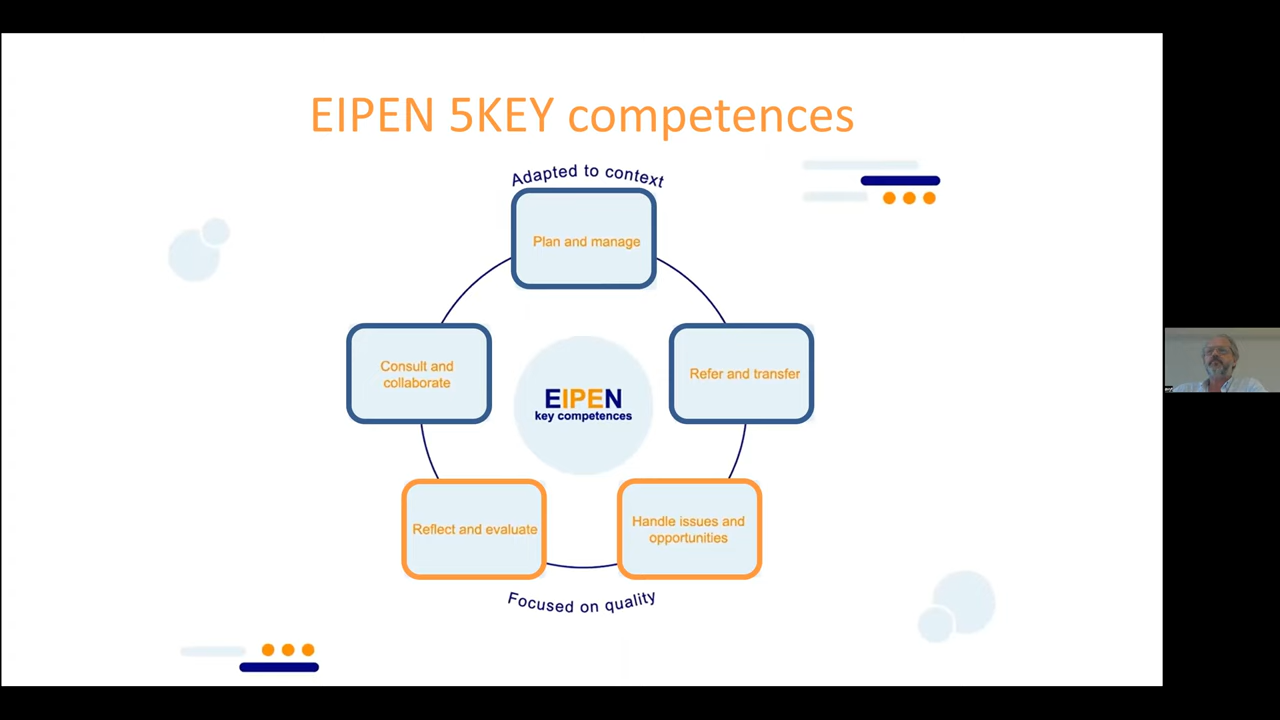 EIPEN 5KEY competences
Adapted to context
Plan and manage
Consult and
collaborate
Refer and transfer
EIPEN
key competences
Reflect and evaluate
Handle issues and
opportunities
Focused on quality